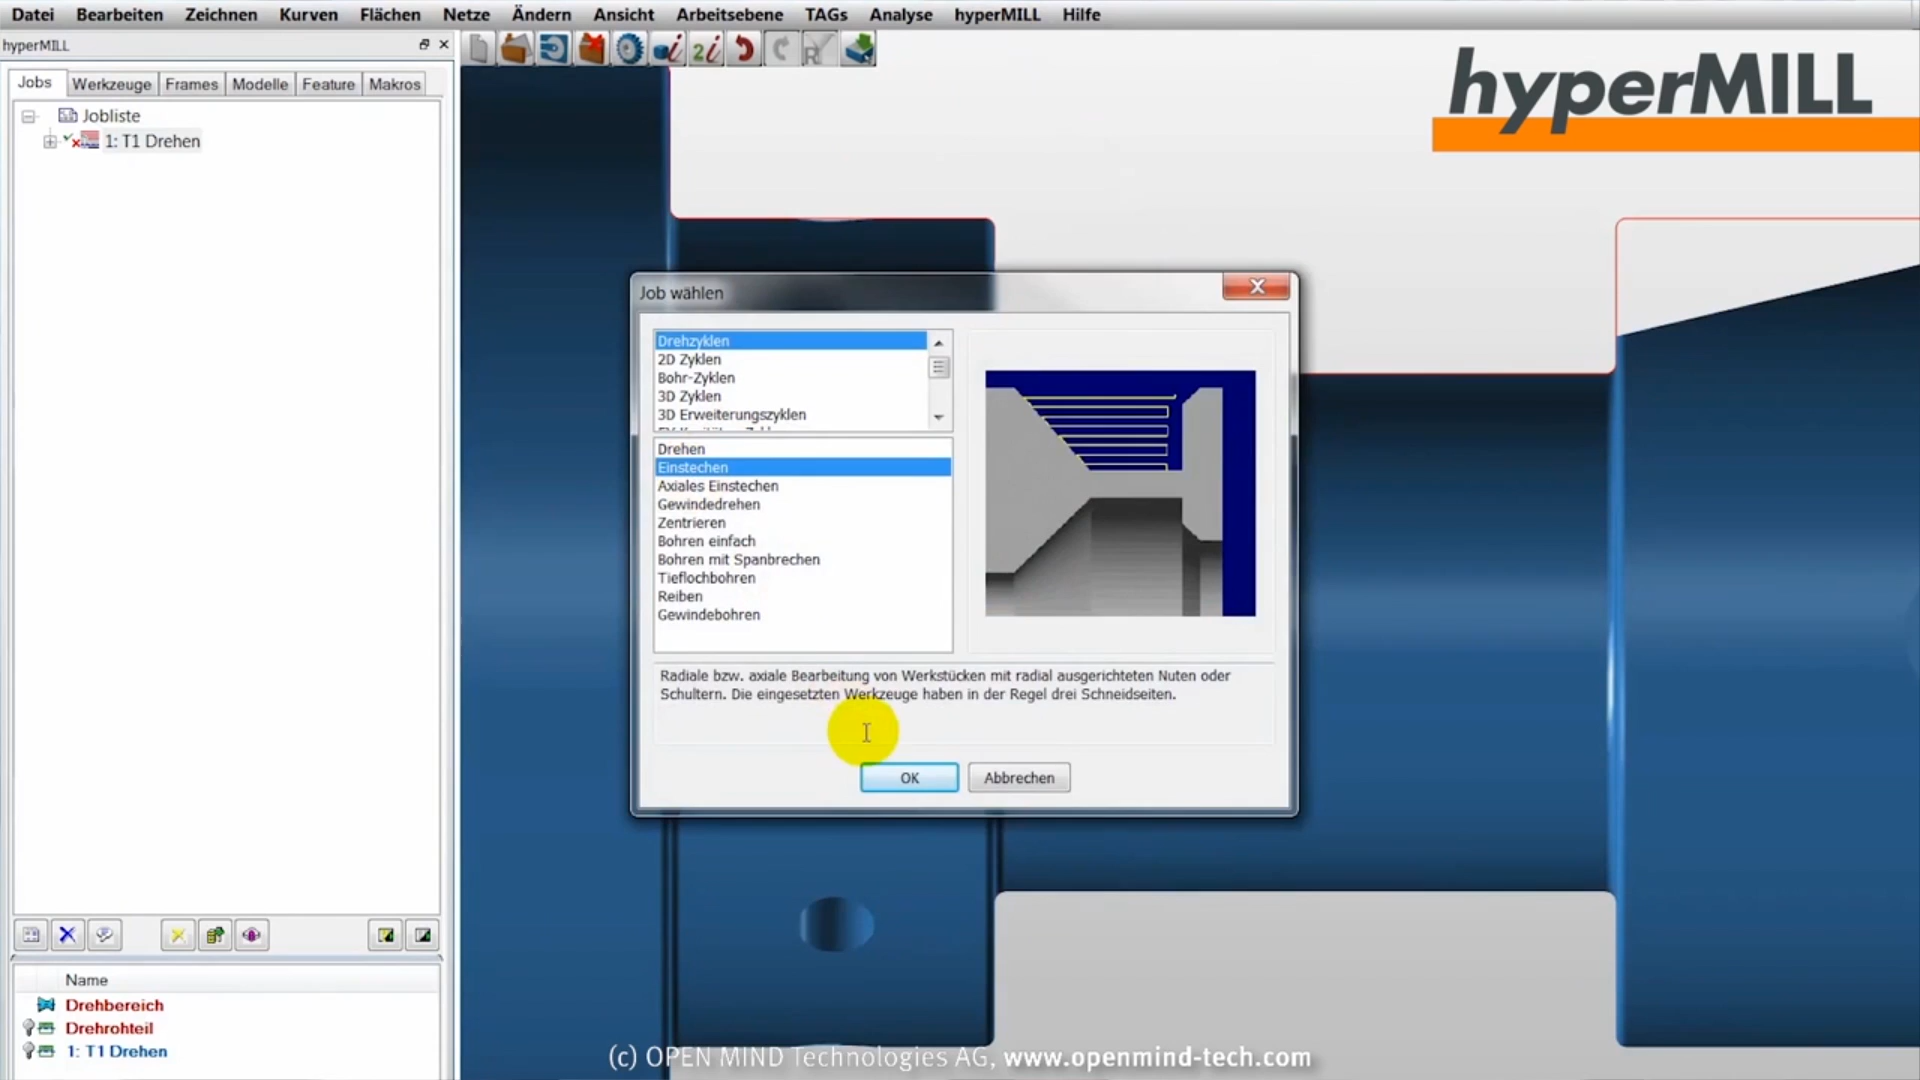 Datei Bearbeiten Zeichnen Kurven Flächen Netze Ändern Ansicht Arbeitsebene TAGs Analyse hyperMILL Hilfe
hyperMILL
Jobs Werkzeuge Frames Modelle Feature Makros
Jobliste
1: T1 Drehen
hyperMILL
Job wählen
Drehzyklen
2D Zyklen
Bohr-Zyklen
3D Zyklen
3D Erweiterungszyklen
Drehen
Einstechen
Axiales Einstechen
Gewindedrehen
Zentrieren
Bohren einfach
Bohren mit Spanbrechen
Tieflochbohren
Reiben
Gewindebohren
Radiale bzw. axiale Bearbeitung von Werkstücken mit radial ausgerichteten Nuten oder
Schultern. Die eingesetzten Werkzeuge haben in der Regel drei Schneidseiten.
OK Abbrechen
Name
Drehbereich
Drehrohteil
1: T1 Drehen
(c) OPEN MIND Technologies AG, www.openmind-tech.com